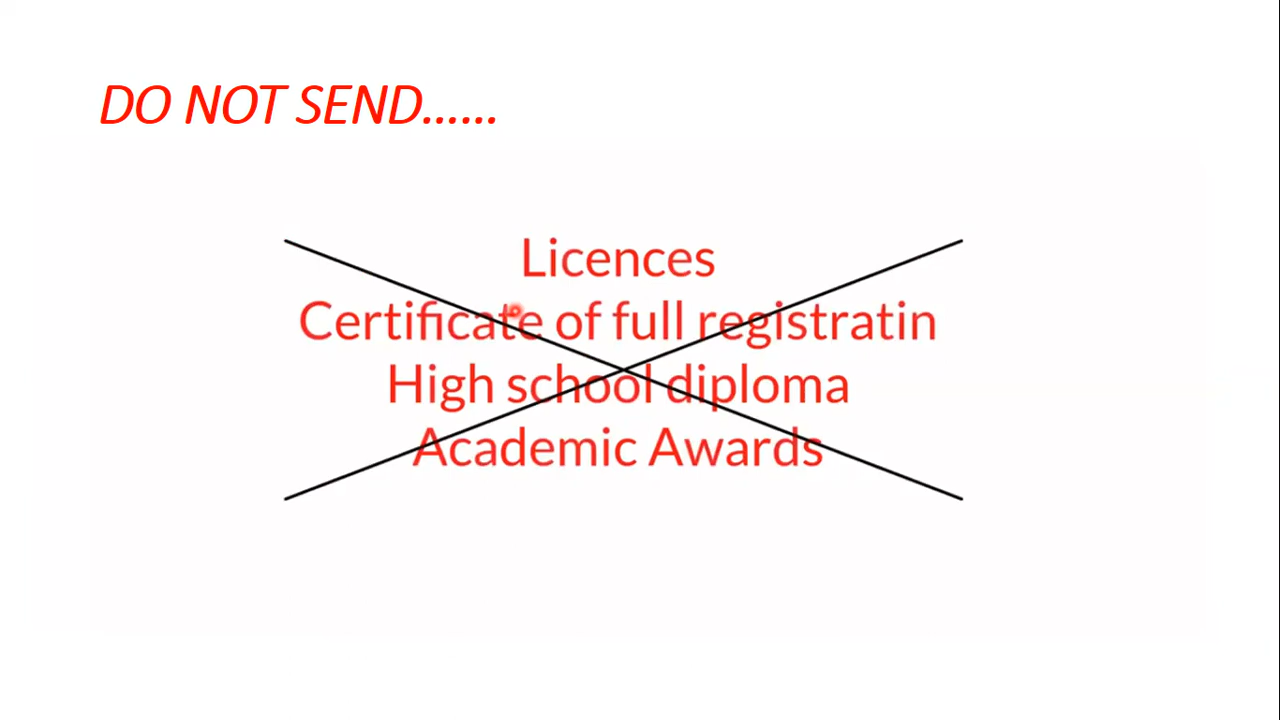 DO NOT SEND......
Licences
Certificate of full registratin
High school diploma
Academic Awards